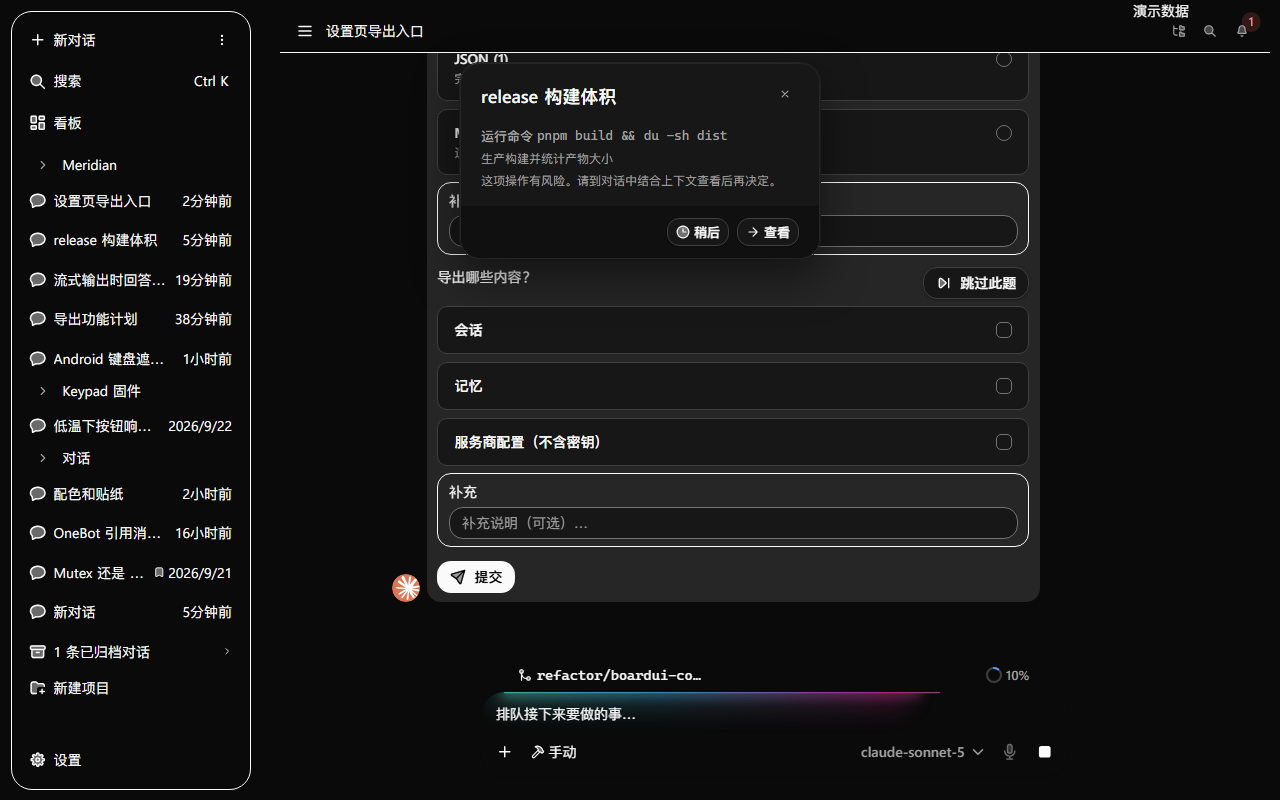 新对话
搜索 Ctrl K
看板
Meridian
设置页导出入口 2分钟前
release 构建体积 5分钟前
流式输出时回答… 19分钟前
导出功能计划 38分钟前
Android 键盘遮… 1小时前
Keypad 固件
低温下按钮响… 2026/9/22
对话
配色和贴纸 2小时前
OneBot 引用消… 16小时前
Mutex 还是 … 2026/9/21
新对话 5分钟前
1 条已归档对话
新建项目
设置
设置页导出入口
演示数据
1
JSON (1)
release 构建体积
运行命令 pnpm build && du -sh dist
生产构建并统计产物大小
这项操作有风险。请到对话中结合上下文查看后再决定。
稍后
查看
导出哪些内容？
跳过此题
会话
记忆
服务商配置（不含密钥）
补充
补充说明（可选）…
提交
refactor/boardui-co…
10%
排队接下来要做的事…
手动
claude-sonnet-5